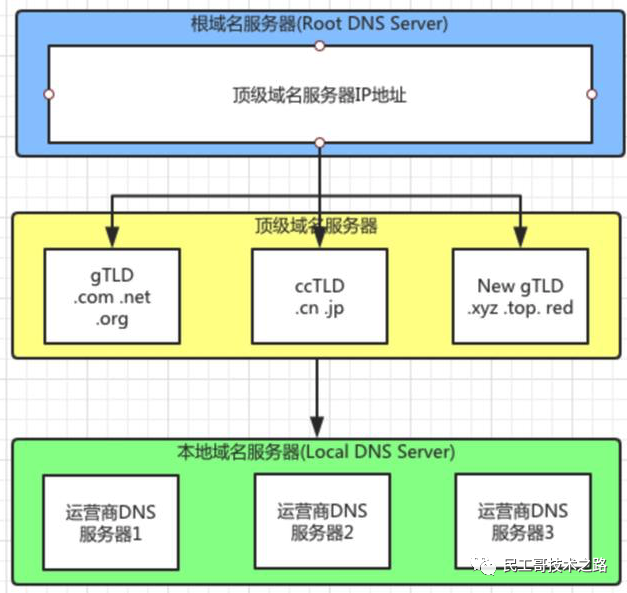 根域名服务器(Root DNS Server)
顶级域名服务器IP地址
顶级域名服务器
gTLD
.com .net
.org
ccTLD
.cn .jp
New gTLD
.xyz .top. red
本地域名服务器(Local DNS Server)
运营商DNS
服务器1
运营商DNS
服务器2
运营商DNS
服务器3
民工哥技术之路